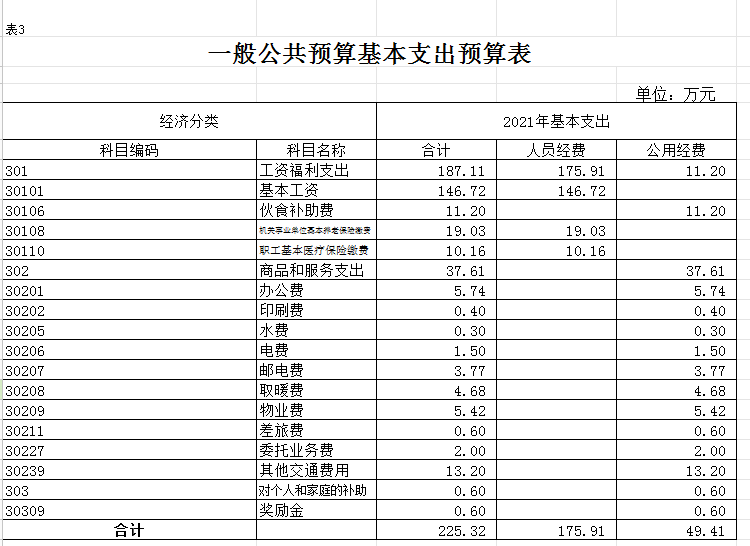 表3
一般公共预算基本支出预算表
单位：万元
经济分类 2021年基本支出
科目编码 科目名称 合计 人员经费 公用经费
301 工资福利支出 187.11 175.91 11.20
30101 基本工资 146.72 146.72
30106 伙食补助费 11.20 11.20
30108 机关事业单位基本养老保险缴费 19.03 19.03
30110 职工基本医疗保险缴费 10.16 10.16
302 商品和服务支出 37.61 37.61
30201 办公费 5.74 5.74
30202 印刷费 0.40 0.40
30205 水费 0.30 0.30
30206 电费 1.50 1.50
30207 邮电费 3.77 3.77
30208 取暖费 4.68 4.68
30209 物业费 5.42 5.42
30211 差旅费 0.60 0.60
30227 委托业务费 2.00 2.00
30239 其他交通费用 13.20 13.20
303 对个人和家庭的补助 0.60 0.60
30309 奖励金 0.60 0.60
合计 225.32 175.91 49.41